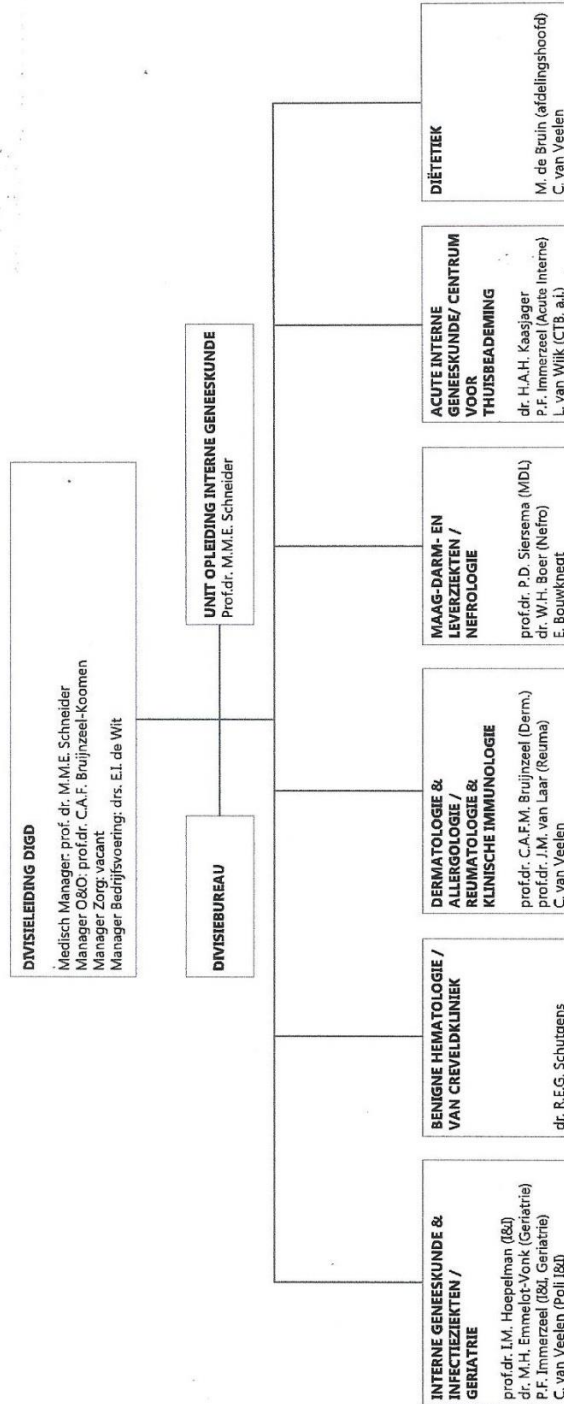 DIVISIELEIDING DIGD
Medisch Manager: prof. dr. M.M.E. Schneider
Manager O&O: prof.dr. C.A.F. Bruijnzeel-Koomen
Manager Zorg: vacant
Manager Bedrijfsvoering: drs. E.I. de Wit
DIVISIEBUREAU
UNIT OPLEIDING INTERNE GENEESKUNDE
Prof.dr. M.M.E. Schneider
INTERNE GENEESKUNDE &
INFECTIEZIEKTEN /
GERIATRIE
prof.dr. I.M. Hoepelman (I&I)
dr. M.H. Emmelot-Vonk (Geriatrie)
P.F. Immerzeel (I&I, Geriatrie)
C. van Veelen (Poli I&I)
BENIGNE HEMATOLOGIE /
VAN CREVELDKLINIEK
dr. R.E.G. Schutgens
DERMATOLOGIE &
ALLERGOLOGIE /
REUMATOLOGIE &
KLINISCHE IMMUNOLOGIE
prof.dr. C.A.F.M. Bruijnzeel (Derm.)
prof.dr. J.M. van Laar (Reuma)
C. van Veelen
MAAG-DARM- EN
LEVERZIEKTEN /
NEFROLOGIE
prof.dr. P.D. Siersema (MDL)
dr. W.H. Boer (Nefro)
E. Bouwknegt
ACUTE INTERNE
GENEESKUNDE/ CENTRUM
VOOR
THUISBEADEMING
dr. H.A.H. Kaasjager
P.F. Immerzeel (Acute Interne)
L. van Wijk (CTB, a.i.)
DIËTETIEK
M. de Bruin (afdelingshoofd)
C. van Veelen